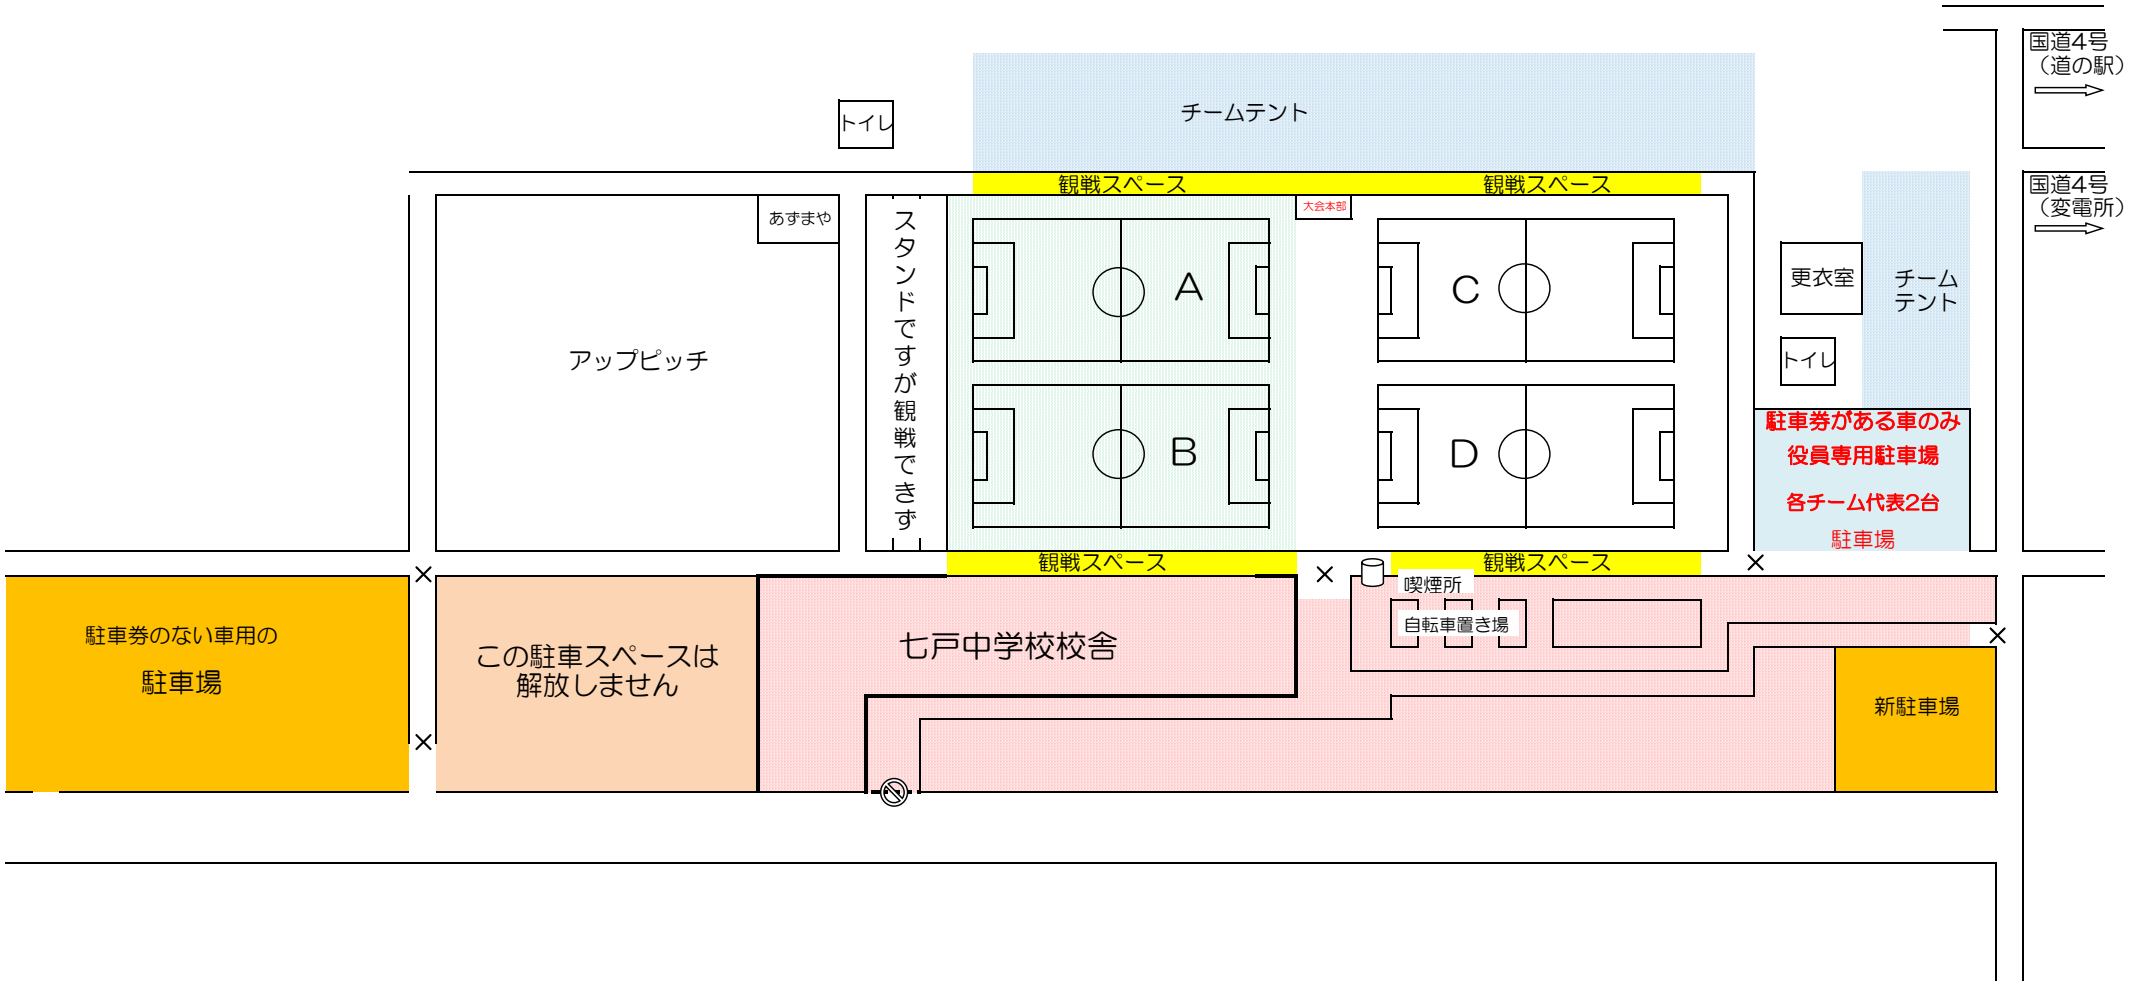 国道4号
（道の駅）
チームテント
トイレ
観戦スペース
観戦スペース
国道4号
（変電所）
あずまや
大会本部
スタンドですが観戦できず
A
C
更衣室
チーム
テント
アップピッチ
トイレ
B
D
駐車券がある車のみ
役員専用駐車場
各チーム代表2台
駐車場
観戦スペース
観戦スペース
喫煙所
自転車置き場
駐車券のない車用の
駐車場
この駐車スペースは
解放しません
七戸中学校校舎
新駐車場